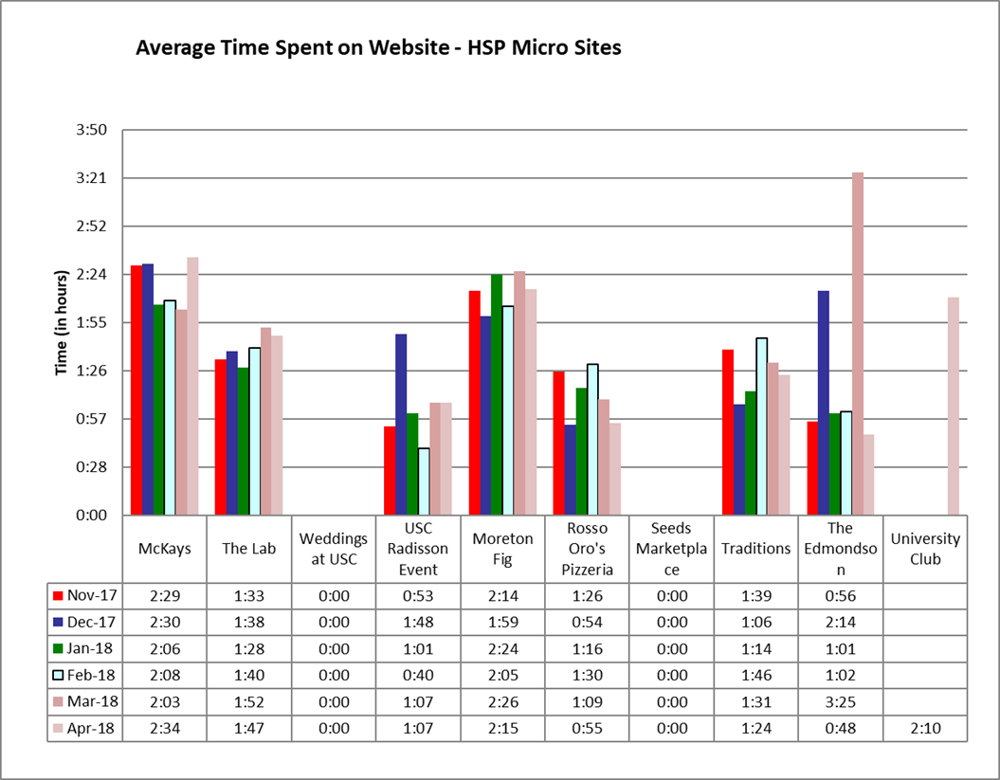 Average Time Spent on Website - HSP Micro Sites
3:50
3:21
2:52
2:24
1:55
1:26
0:57
0:28
0:00
Time (in hours)
McKays
The Lab
Weddings
at USC
USC
Radisson
Event
Moreton
Fig
Rosso
Oro's
Pizzeria
Seeds
Marketpla
ce
Traditions
The
Edmondso
n
University
Club
Nov-17 2:29 1:33 0:00 0:53 2:14 1:26 0:00 1:39 0:56
Dec-17 2:30 1:38 0:00 1:48 1:59 0:54 0:00 1:06 2:14
Jan-18 2:06 1:28 0:00 1:01 2:24 1:16 0:00 1:14 1:01
Feb-18 2:08 1:40 0:00 0:40 2:05 1:30 0:00 1:46 1:02
Mar-18 2:03 1:52 0:00 1:07 2:26 1:09 0:00 1:31 3:25
Apr-18 2:34 1:47 0:00 1:07 2:15 0:55 0:00 1:24 0:48 2:10